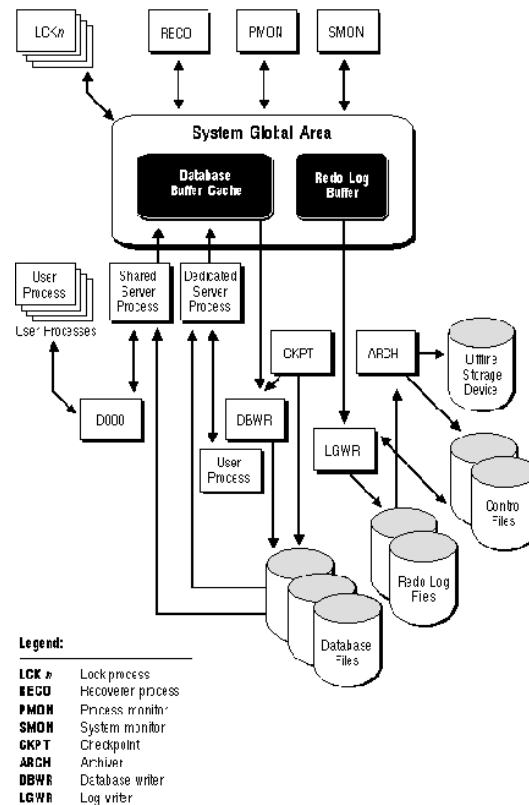 LCKn
RECO
PMON
SMON
System Global Area
Database
Buffer Cache
Redo Log
Buffer
User
Process
User Processes
Shared
Server
Process
Dedicated
Server
Process
CKPT
ARCH
Offline
Storage
Device
D000
DBWR
User
Process
LGWR
Control
Files
Redo Log
Files
Database
Files
Legend:
LCK n Lock process
RECO Recoverer process
PMON Process monitor
SMON System monitor
CKPT Checkpoint
ARCH Archiver
DBWR Database writer
LGWR Log writer